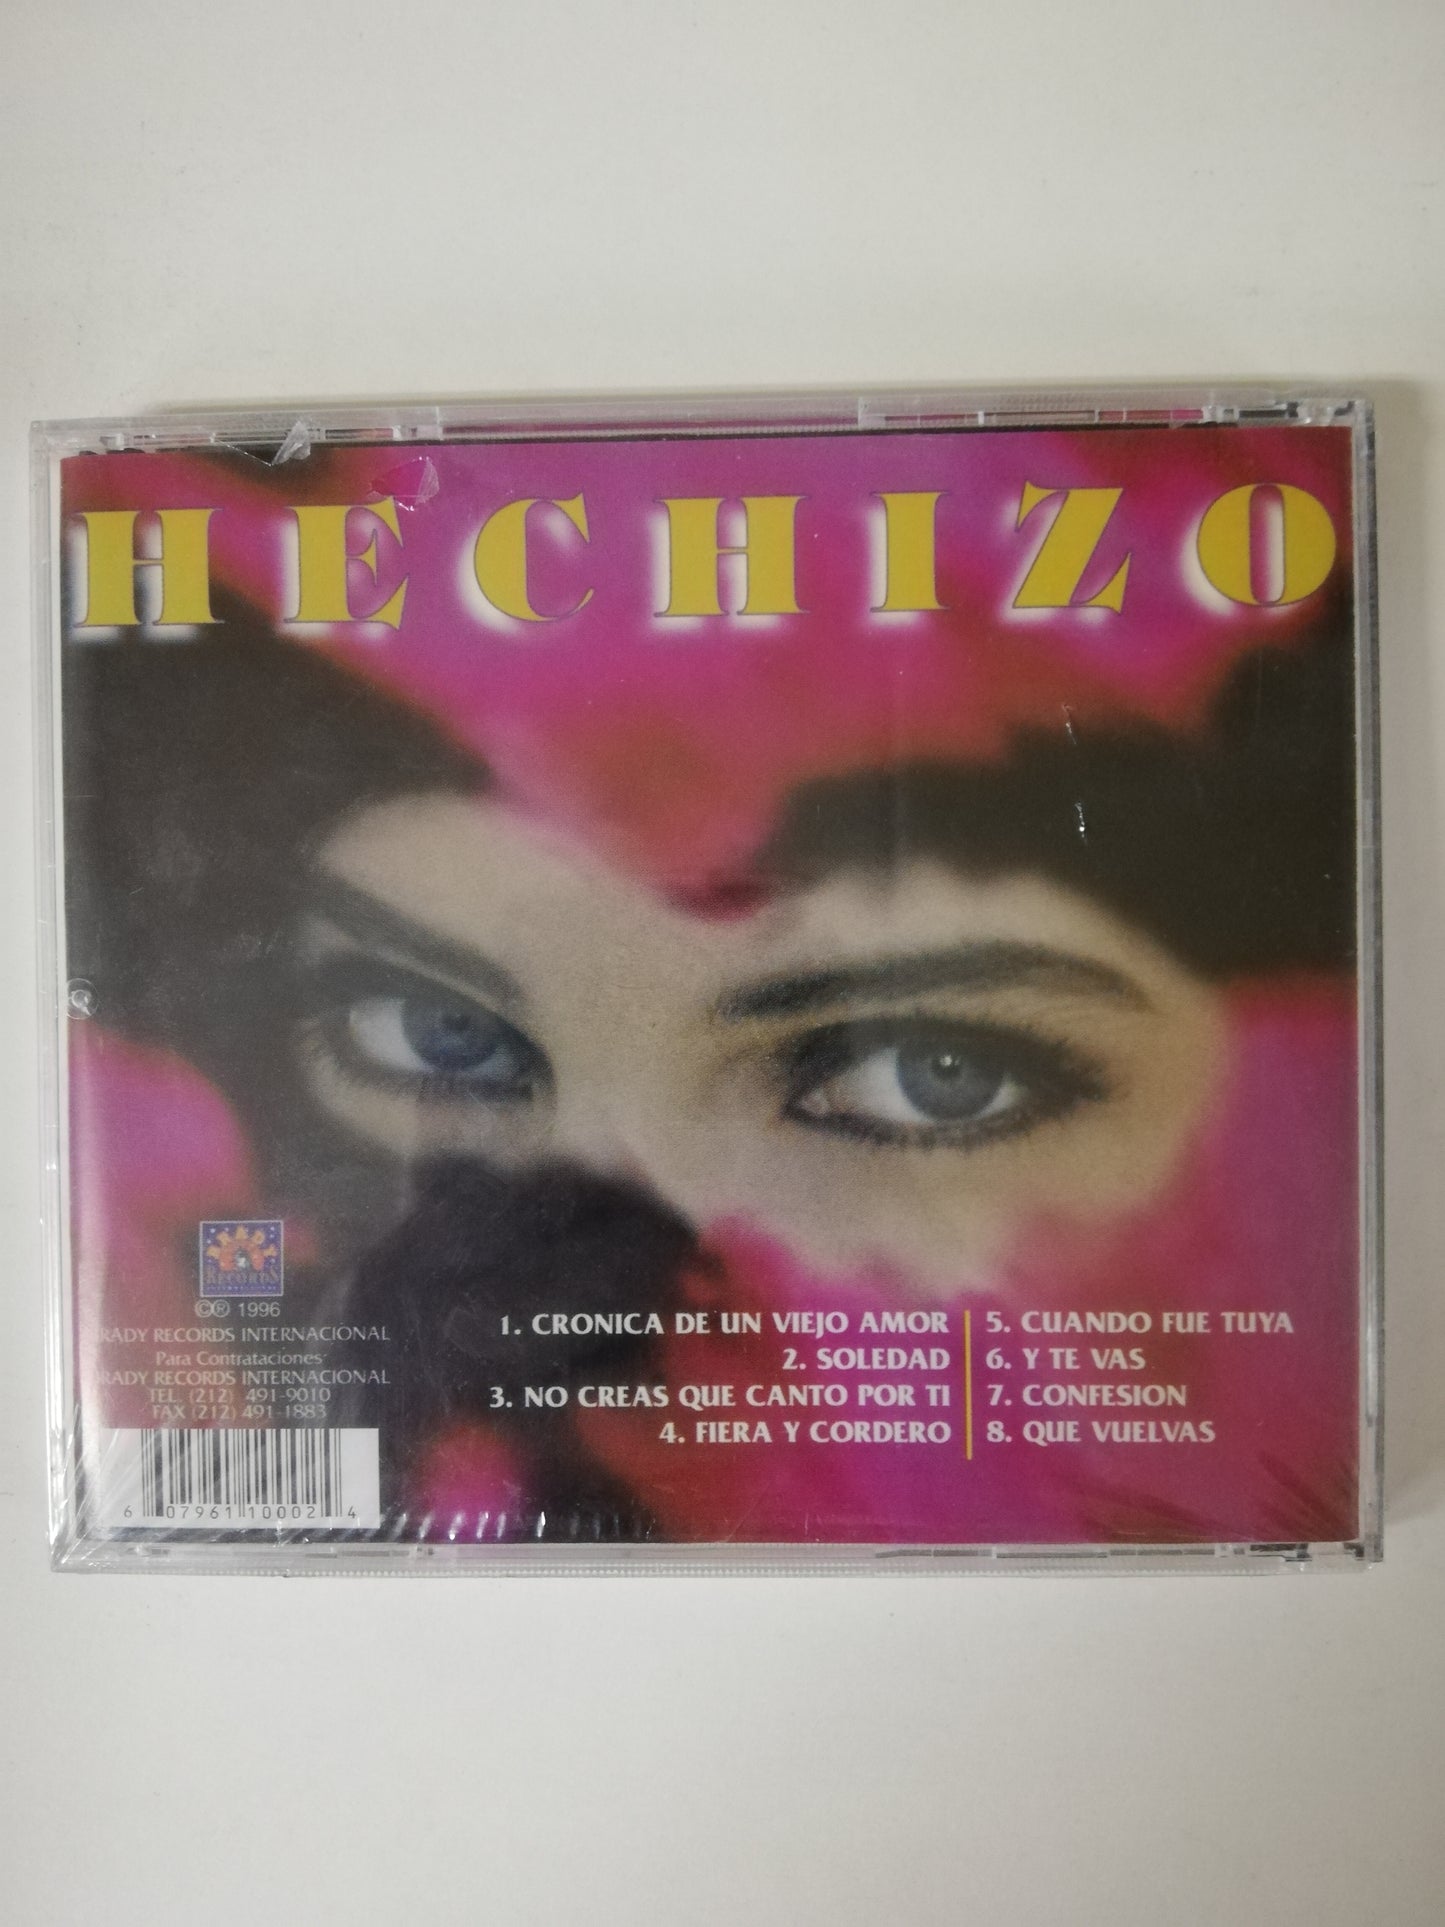 HECHIZO
BRADY
RECORDS
©℗ 1996
RADY RECORDS INTERNACIONAL
Para Contrataciones
RADY RECORDS INTERNACIONAL
TEL. (212) 491-9010
FAX (212) 491-1883
6 07961 10002 4
1. CRONICA DE UN VIEJO AMOR
2. SOLEDAD
3. NO CREAS QUE CANTO POR TI
4. FIERA Y CORDERO
5. CUANDO FUE TUYA
6. Y TE VAS
7. CONFESION
8. QUE VUELVAS